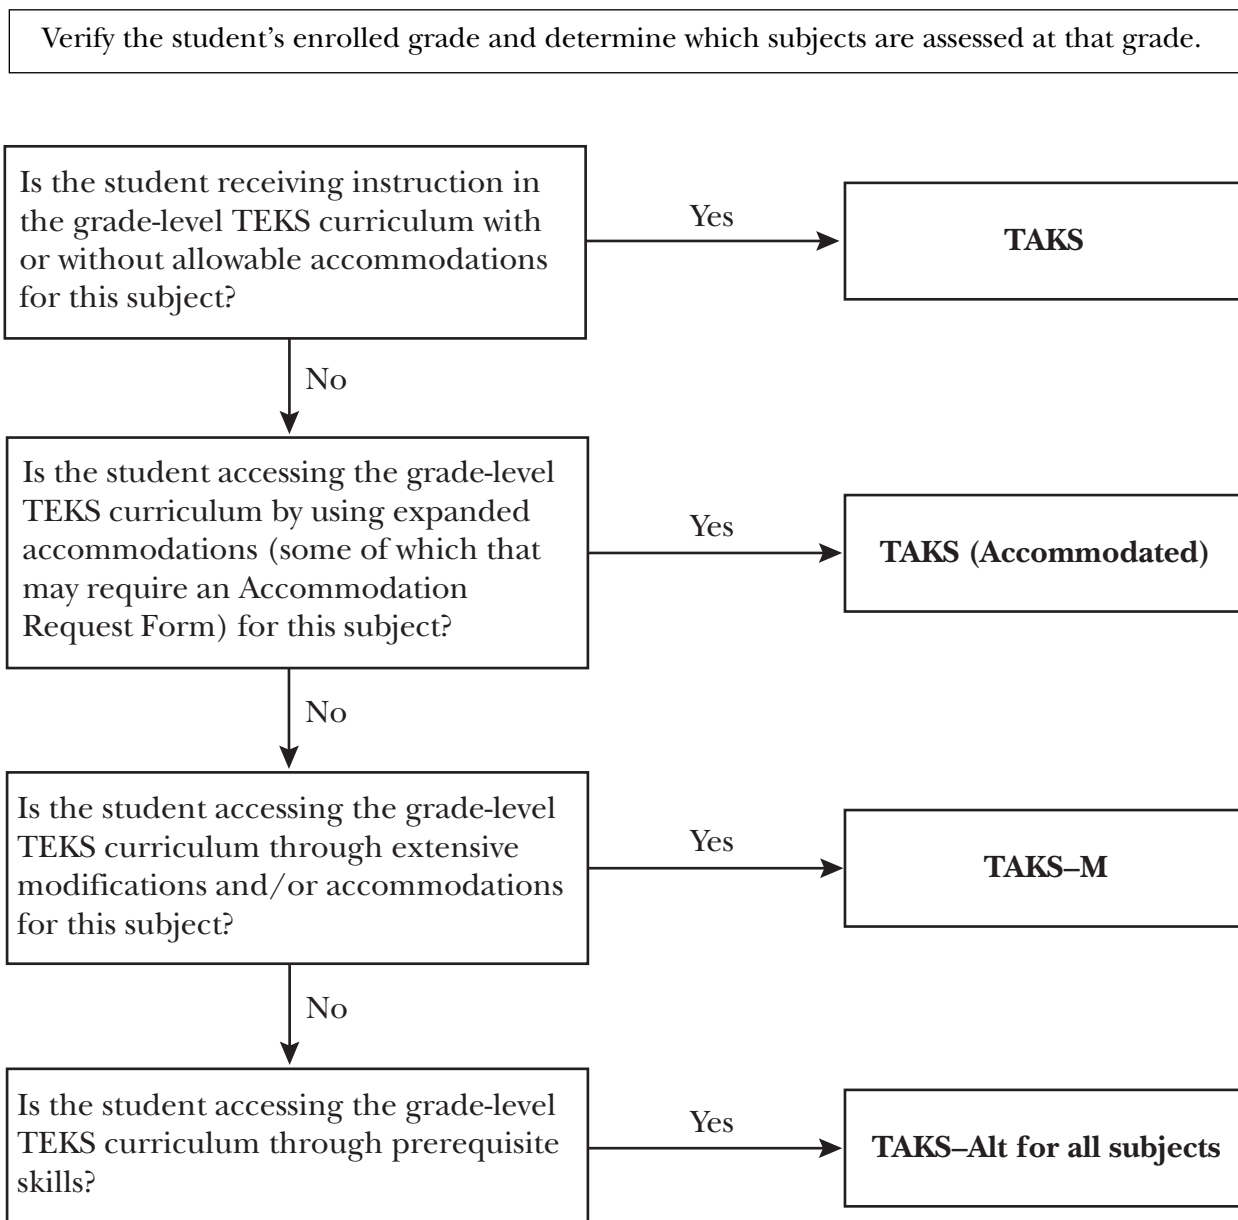 Verify the student’s enrolled grade and determine which subjects are assessed at that grade.
Is the student receiving instruction in
the grade-level TEKS curriculum with
or without allowable accommodations
for this subject?
Yes
TAKS
No
Is the student accessing the grade-level
TEKS curriculum by using expanded
accommodations (some of which that
may require an Accommodation
Request Form) for this subject?
Yes
TAKS (Accommodated)
No
Is the student accessing the grade-level
TEKS curriculum through extensive
modifications and/or accommodations
for this subject?
Yes
TAKS–M
No
Is the student accessing the grade-level
TEKS curriculum through prerequisite
skills?
Yes
TAKS–Alt for all subjects